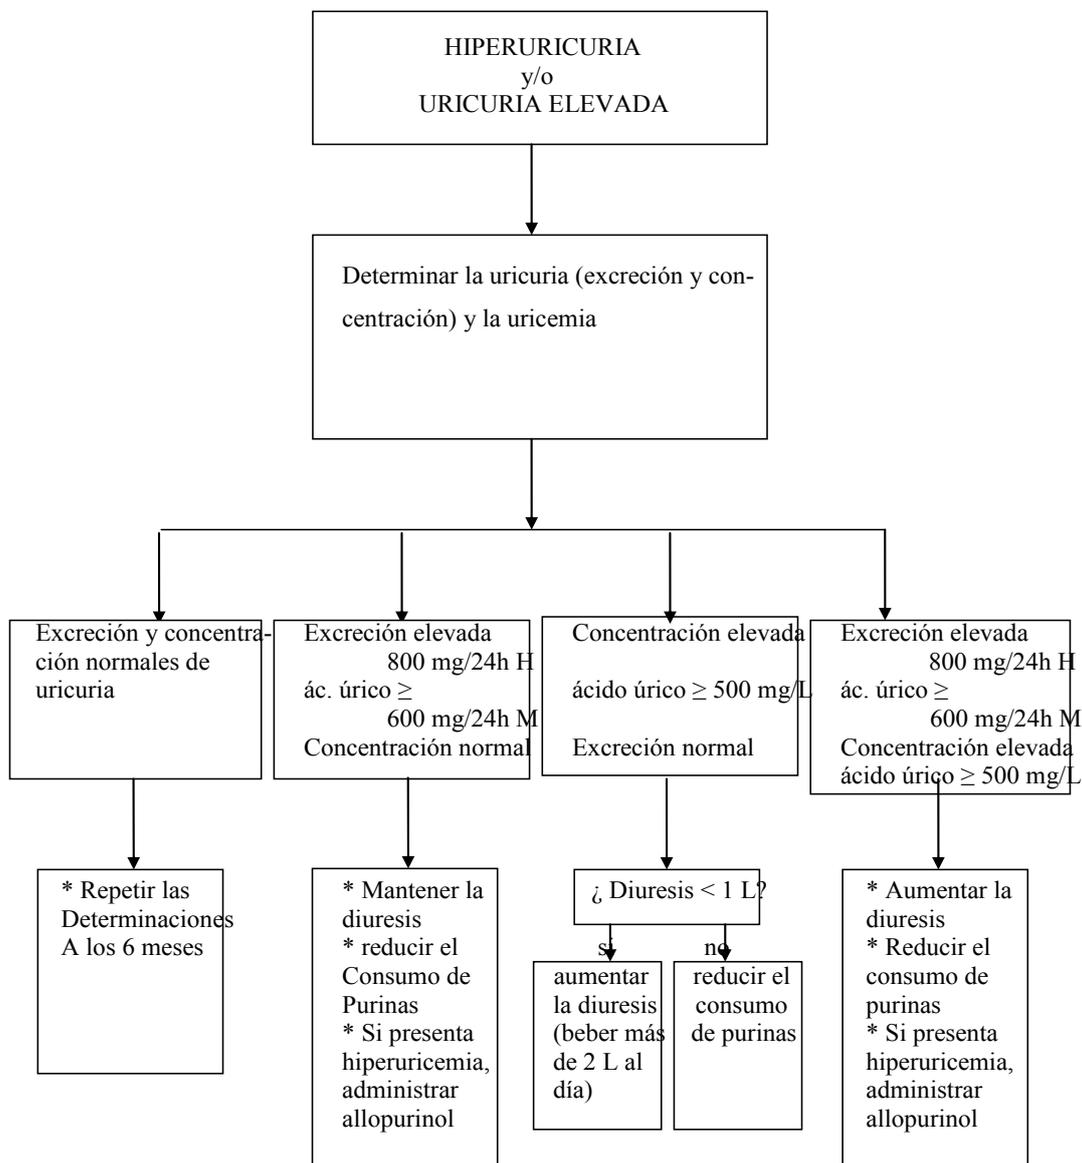 HIPERURICURIA
y/o
URICURIA ELEVADA
Determinar la uricuria (excreción y con-
centración) y la uricemia
Excreción y concentra-
ción normales de
uricuria
Excreción elevada
800 mg/24h H
ác. úrico ≥
600 mg/24h M
Concentración normal
Concentración elevada
ácido úrico ≥ 500 mg/L
Excreción normal
Excreción elevada
800 mg/24h H
ác. úrico ≥
600 mg/24h M
Concentración elevada
ácido úrico ≥ 500 mg/L
* Repetir las
Determinaciones
A los 6 meses
* Mantener la
diuresis
* reducir el
Consumo de
Purinas
* Si presenta
hiperuricemia,
administrar
allopurinol
¿ Diuresis < 1 L?
si
no
aumentar
la diuresis
(beber más
de 2 L al
día)
reducir el
consumo
de purinas
* Aumentar la
diuresis
* Reducir el
consumo de
purinas
* Si presenta
hiperuricemia,
administrar
allopurinol